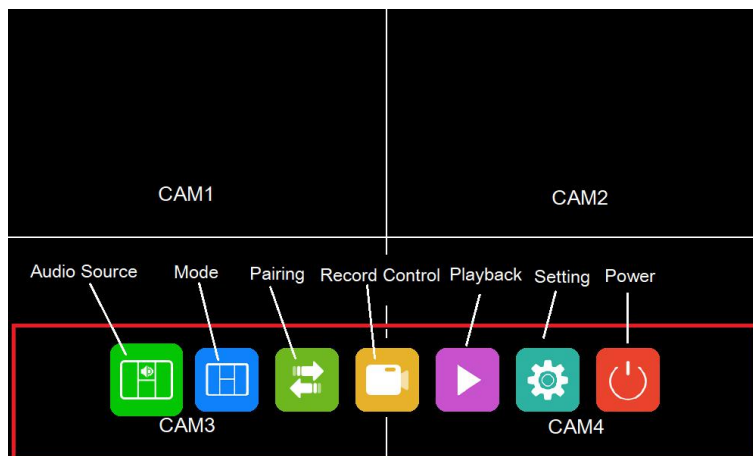 CAM1
CAM2
Audio Source
Mode
Pairing
Record Control
Playback
Setting
Power
CAM3
CAM4